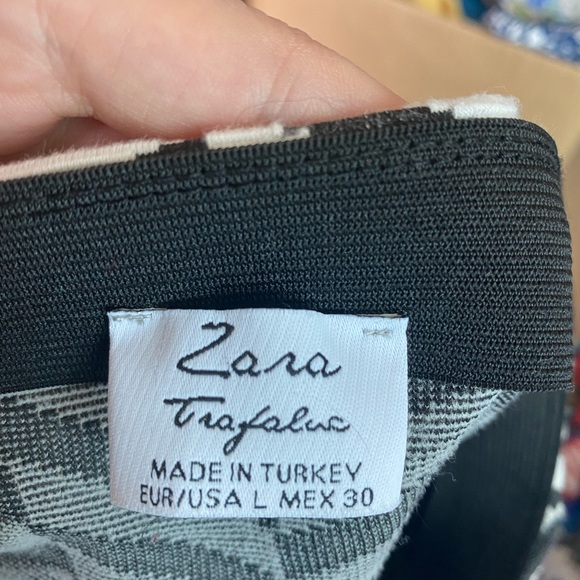 Zara
Trafaluc
MADE IN TURKEY
EUR/USA L MEX 30